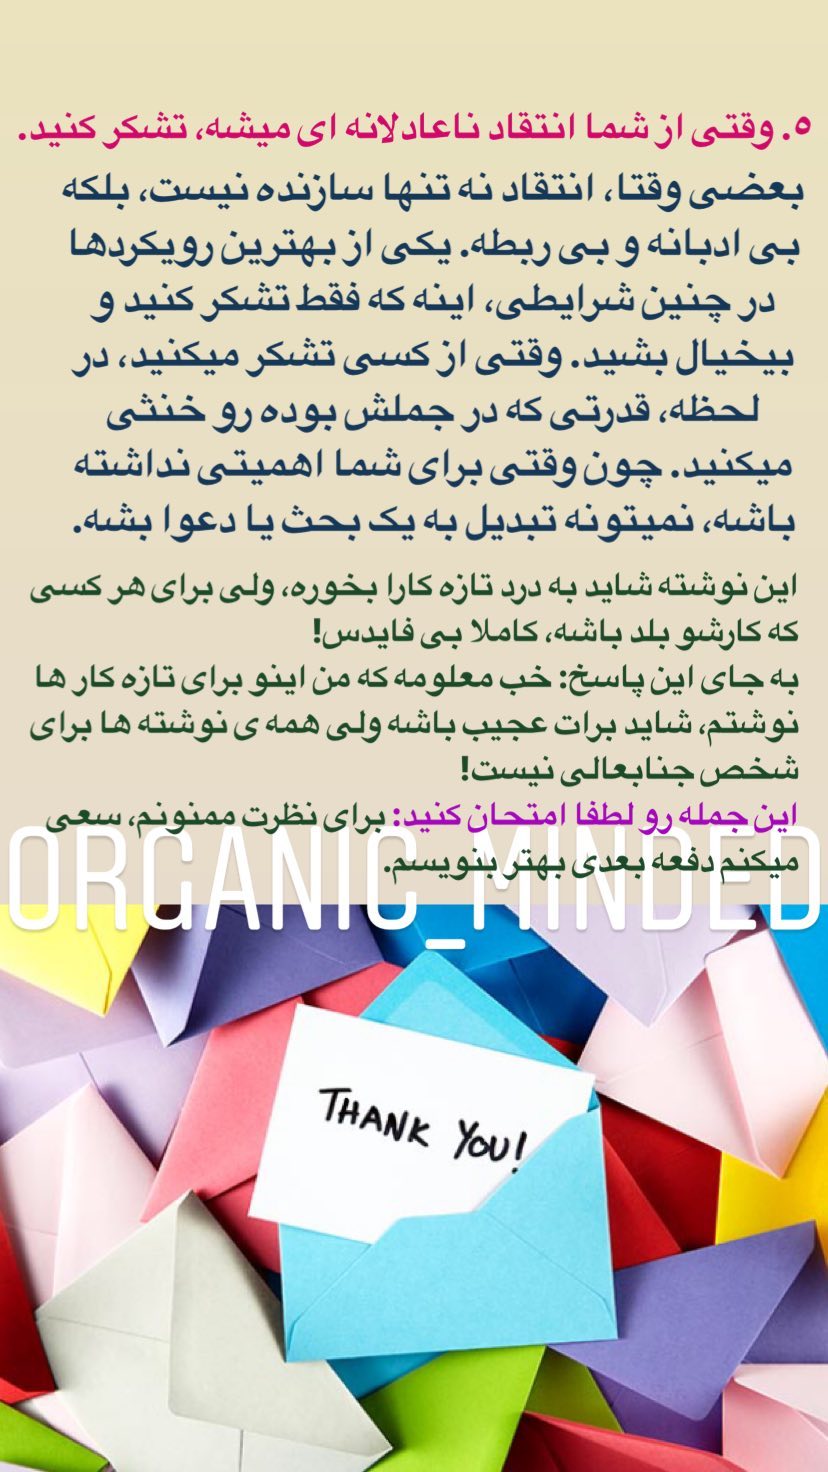 ۵. وقتی از شما انتقاد ناعادلانه ای میشه، تشکر کنید.
بعضی وقتا، انتقاد نه تنها سازنده نیست، بلکه
بی ادبانه و بی ربطه. یکی از بهترین رویکردها
در چنین شرایطی، اینه که فقط تشکر کنید و
بیخیال بشید. وقتی از کسی تشکر میکنید، در
لحظه، قدرتی که در جملش بوده رو خنثی
میکنید. چون وقتی برای شما اهمیتی نداشته
باشه، نمیتونه تبدیل به یک بحث یا دعوا بشه.
این نوشته شاید به درد تازه کارا بخوره، ولی برای هر کسی
که کارشو بلد باشه، کاملا بی فایدس!
به جای این پاسخ: خب معلومه که من اینو برای تازه کار ها
نوشتم، شاید برات عجیب باشه ولی همه ی نوشته ها برای
شخص جنابعالی نیست!
این جمله رو لطفا امتحان کنید: برای نظرت ممنونم، سعی
میکنم دفعه بعدی بهتر بنویسم.
ORGANIC_MINDED
THANK YOU!